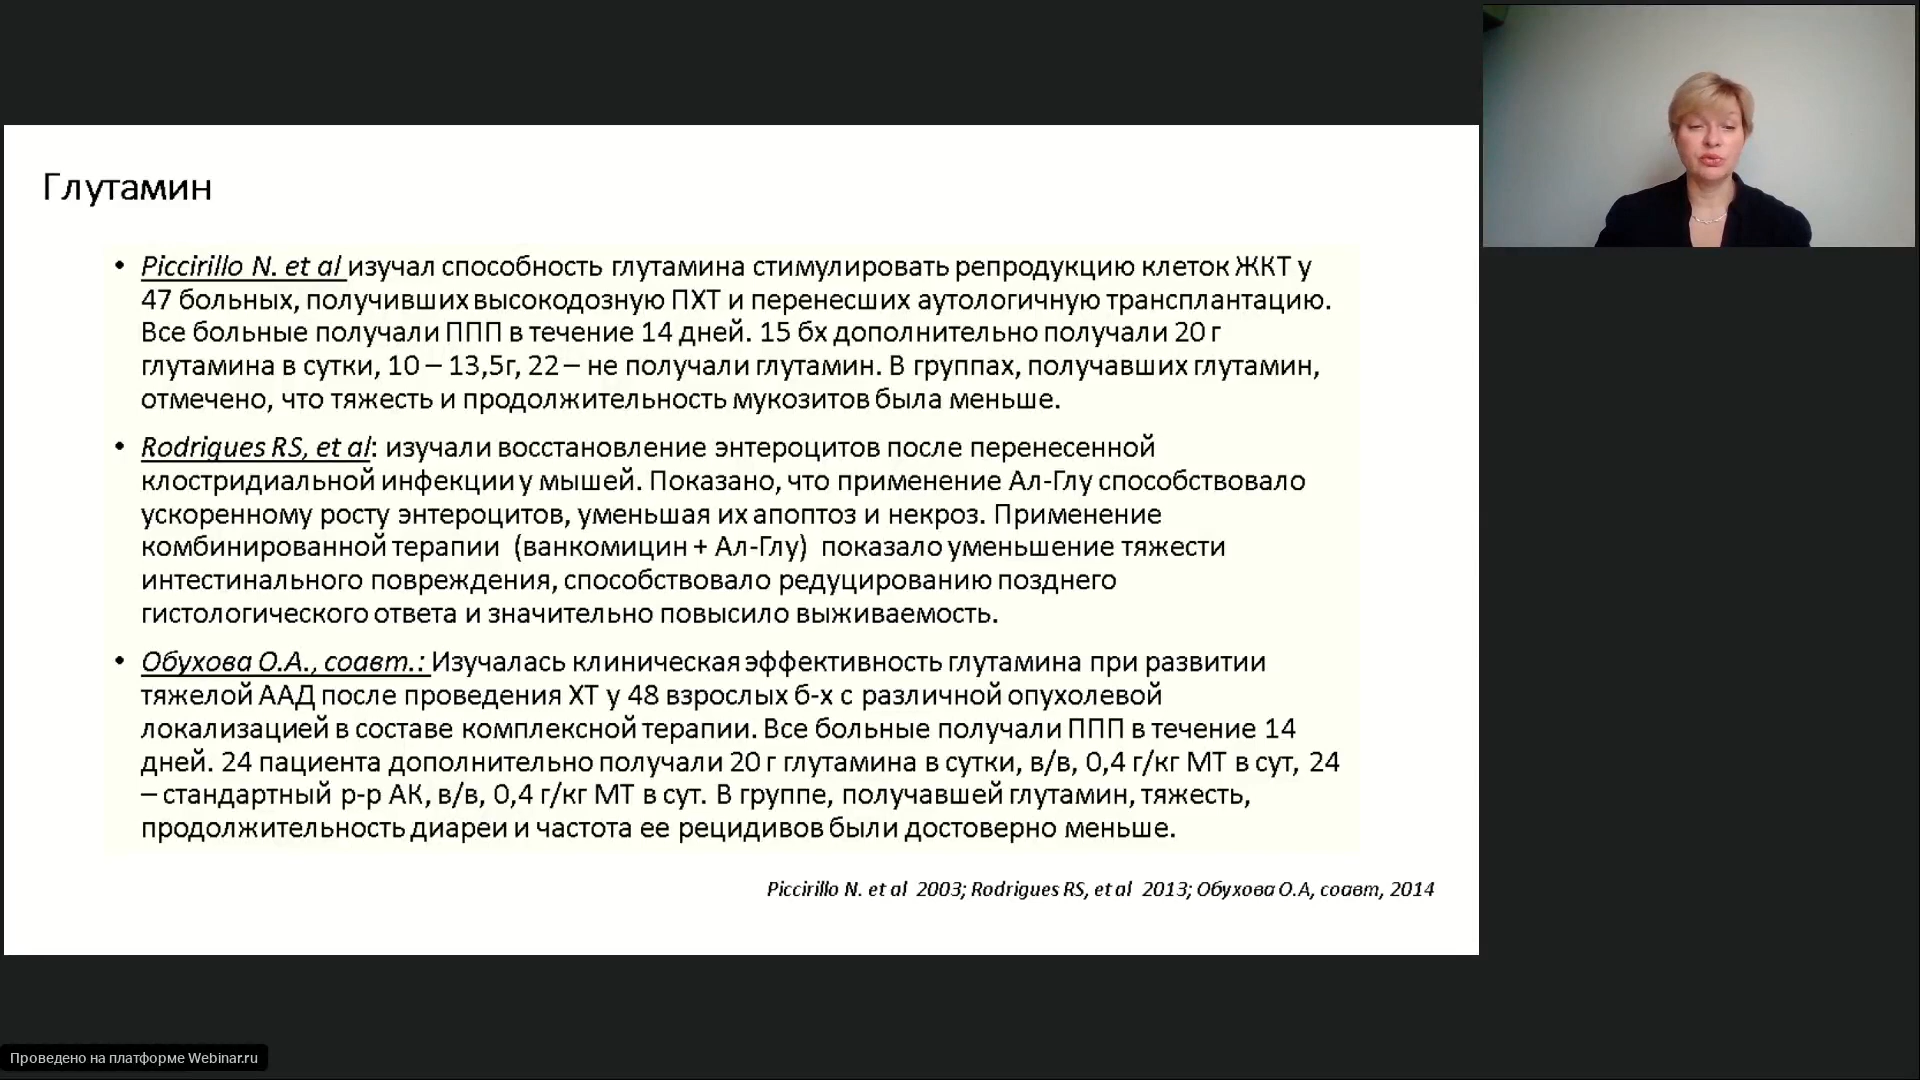 Глутамин
• Piccirillo N. et al изучал способность глутамина стимулировать репродукцию клеток ЖКТ у
47 больных, получивших высокодозную ПХТ и перенесших аутологичную трансплантацию.
Все больные получали ППП в течение 14 дней. 15 бх дополнительно получали 20 г
глутамина в сутки, 10 – 13,5г, 22 – не получали глутамин. В группах, получавших глутамин,
отмечено, что тяжесть и продолжительность мукозитов была меньше.
• Rodrigues RS, et al: изучали восстановление энтероцитов после перенесенной
клостридиальной инфекции у мышей. Показано, что применение Ал-Глу способствовало
ускоренному росту энтероцитов, уменьшая их апоптоз и некроз. Применение
комбинированной терапии (ванкомицин + Ал-Глу) показало уменьшение тяжести
интестинального повреждения, способствовало редуцированию позднего
гистологического ответа и значительно повысило выживаемость.
• Обухова О.А., соавт.: Изучалась клиническая эффективность глутамина при развитии
тяжелой ААД после проведения ХТ у 48 взрослых б-х с различной опухолевой
локализацией в составе комплексной терапии. Все больные получали ППП в течение 14
дней. 24 пациента дополнительно получали 20 г глутамина в сутки, в/в, 0,4 г/кг МТ в сут, 24
– стандартный р-р АК, в/в, 0,4 г/кг МТ в сут. В группе, получавшей глутамин, тяжесть,
продолжительность диареи и частота ее рецидивов были достоверно меньше.
Piccirillo N. et al 2003; Rodrigues RS, et al 2013; Обухова О.А, соавт, 2014
Проведено на платформе Webinar.ru